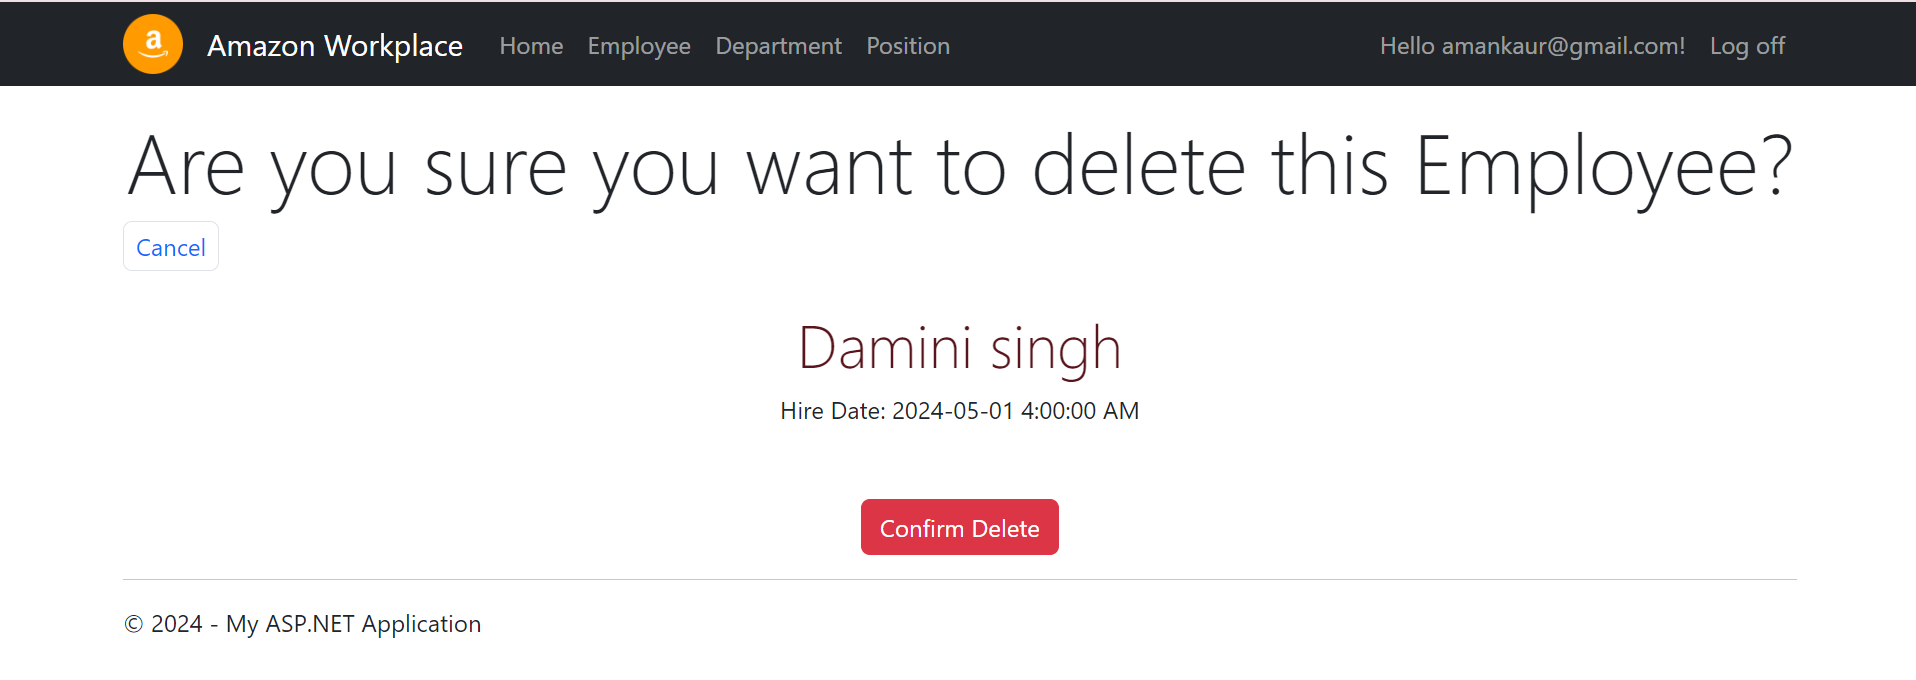 a Amazon Workplace Home Employee Department Position Hello amankaur@gmail.com! Log off
Are you sure you want to delete this Employee?
Cancel
Damini singh
Hire Date: 2024-05-01 4:00:00 AM
Confirm Delete
© 2024 - My ASP.NET Application